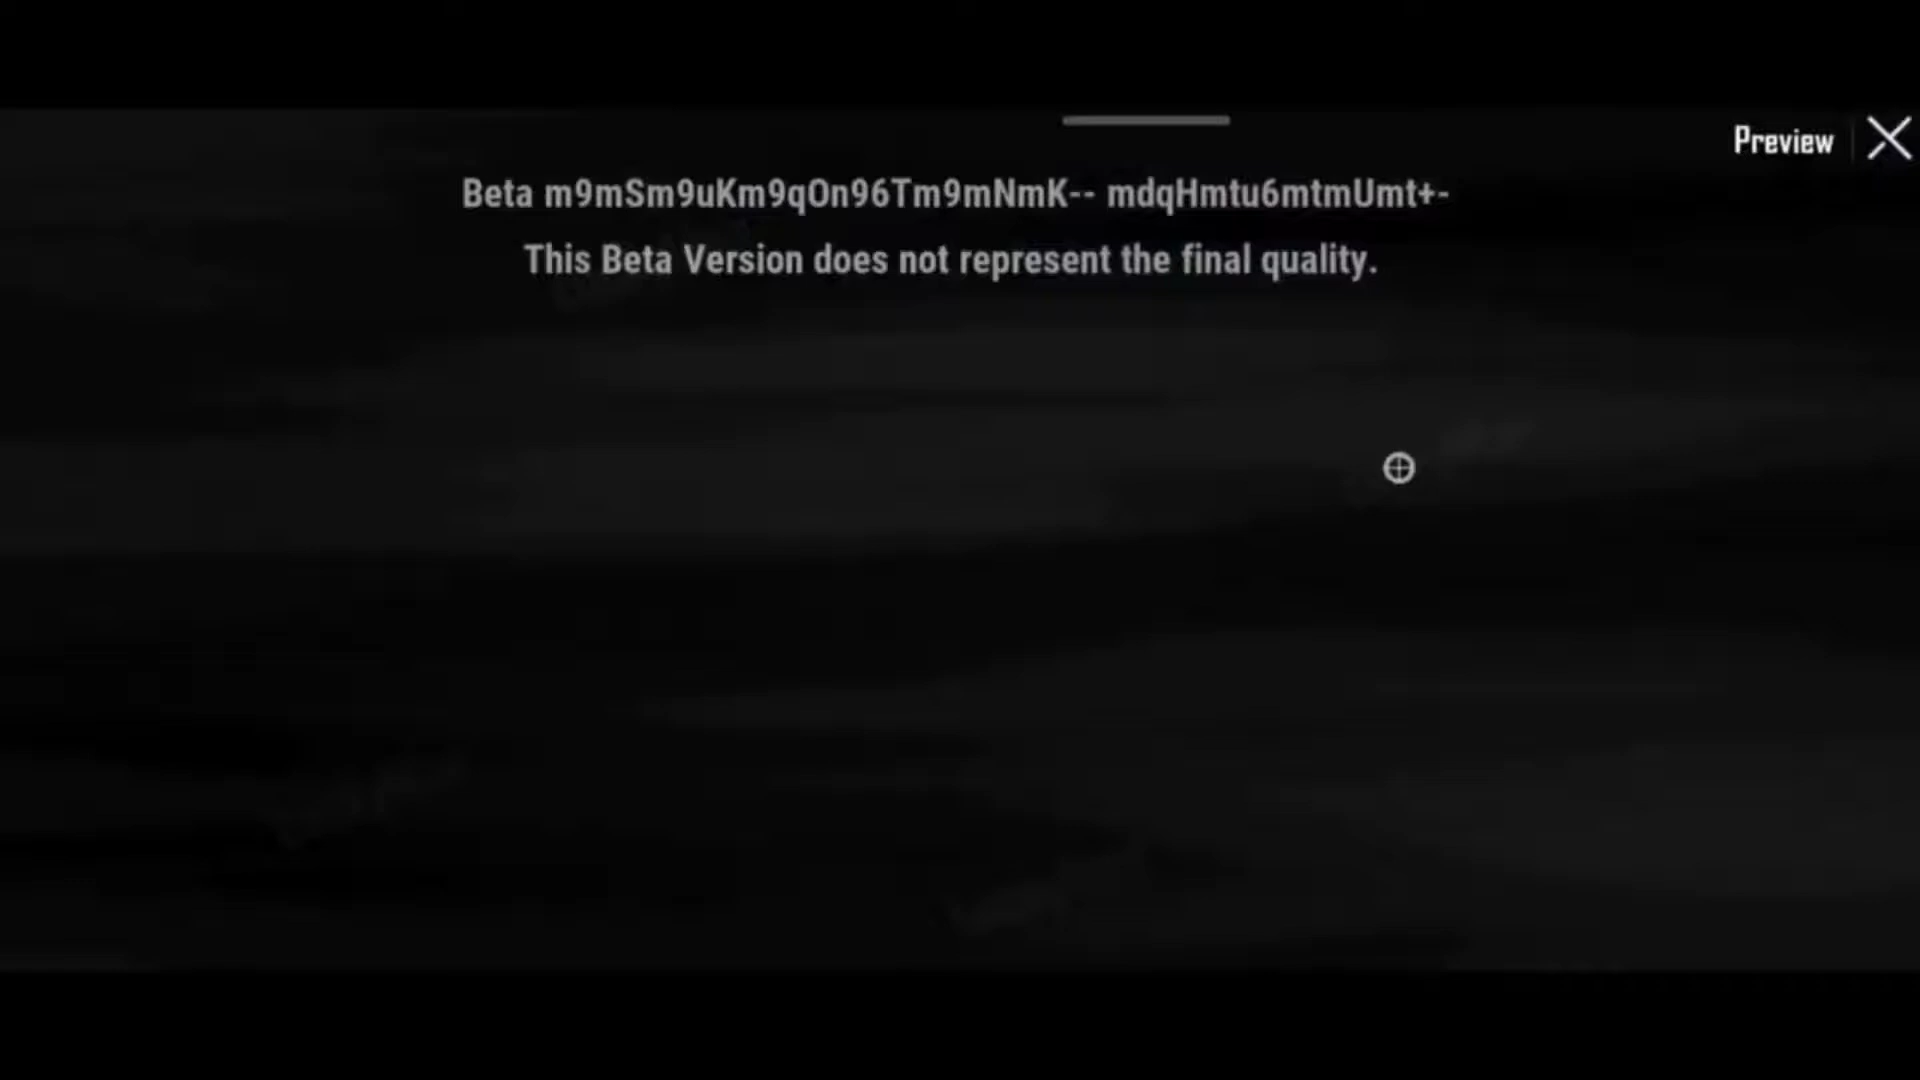 Preview
Beta m9mSm9uKm9qOn96Tm9mNmK-- mdqHmtu6mtmUmt+-
This Beta Version does not represent the final quality.